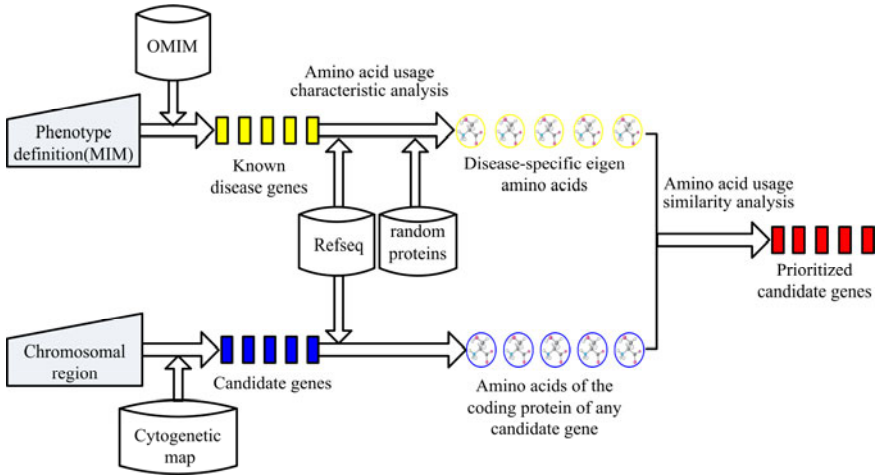 OMIM
Amino acid usage
characteristic analysis
Phenotype
definition(MIM)
Known
disease genes
Disease-specific eigen
amino acids
Amino acid usage
similarity analysis
Refseq
random
proteins
Prioritized
candidate genes
Chromosomal
region
Candidate genes
Amino acids of the
coding protein of any
candidate gene
Cytogenetic
map